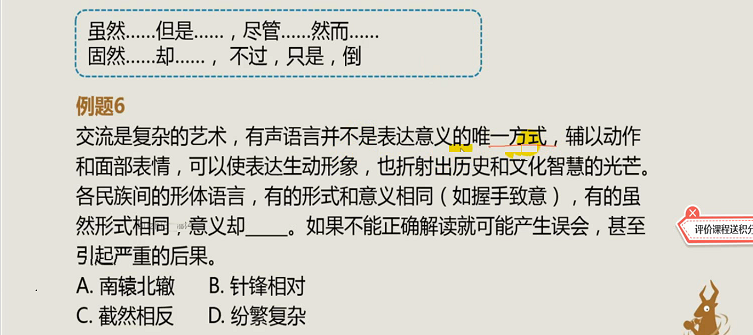 虽然……但是……，尽管……然而……
固然……却……， 不过，只是，倒
例题6
交流是复杂的艺术，有声语言并不是表达意义的唯一方式，辅以动作
和面部表情，可以使表达生动形象，也折射出历史和文化智慧的光芒。
各民族间的形体语言，有的形式和意义相同（如握手致意），有的虽
然形式相同，意义却____。如果不能正确解读就可能产生误会，甚至
引起严重的后果。
A. 南辕北辙 B. 针锋相对
C. 截然相反 D. 纷繁复杂
评价课程送积分